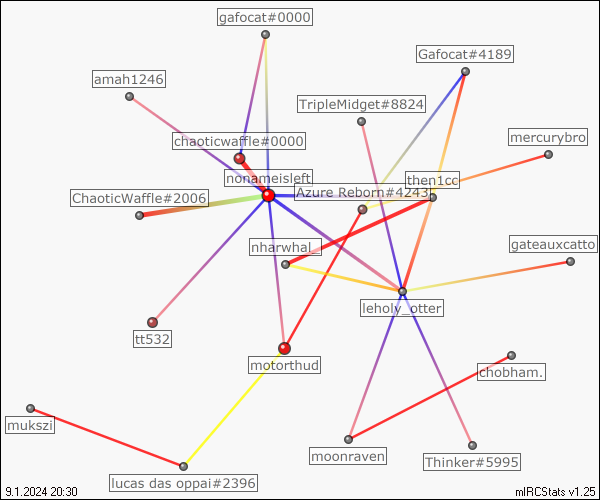 gafocat#0000
Gafocat#4189
amah1246
TripleMidget#8824
mercurybro
chaoticwaffle#0000
nonameisleft
then1cc
Azure Reborn#4243
ChaoticWaffle#2006
nharwhal_
gateauxcatto
leholy_otter
tt532
motorthud
chobham.
mukszi
moonraven
Thinker#5995
lucas das oppai#2396
9.1.2024 20:30
mIRCStats v1.25